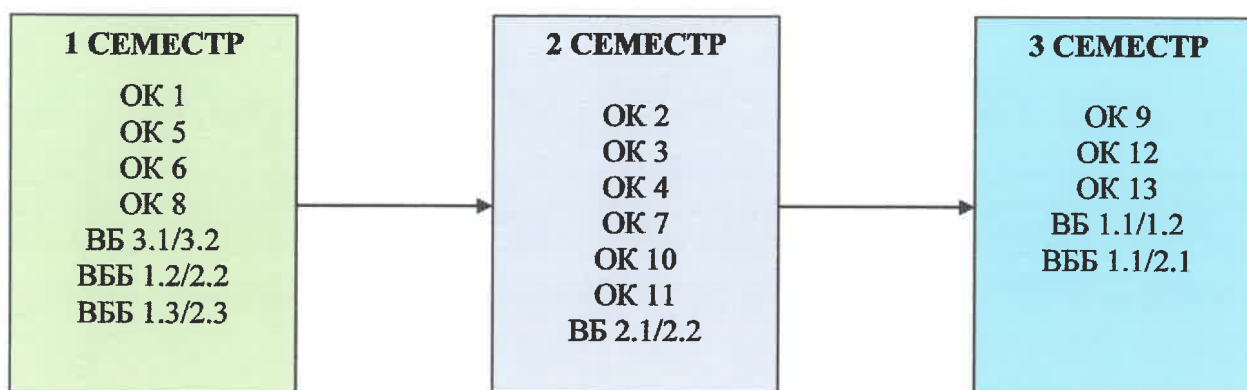 1 СЕМЕСТР
ОК 1
ОК 5
ОК 6
ОК 8
ВБ 3.1/3.2
ВББ 1.2/2.2
ВББ 1.3/2.3
2 СЕМЕСТР
ОК 2
ОК 3
ОК 4
ОК 7
ОК 10
ОК 11
ВБ 2.1/2.2
3 СЕМЕСТР
ОК 9
ОК 12
ОК 13
ВБ 1.1/1.2
ВББ 1.1/2.1